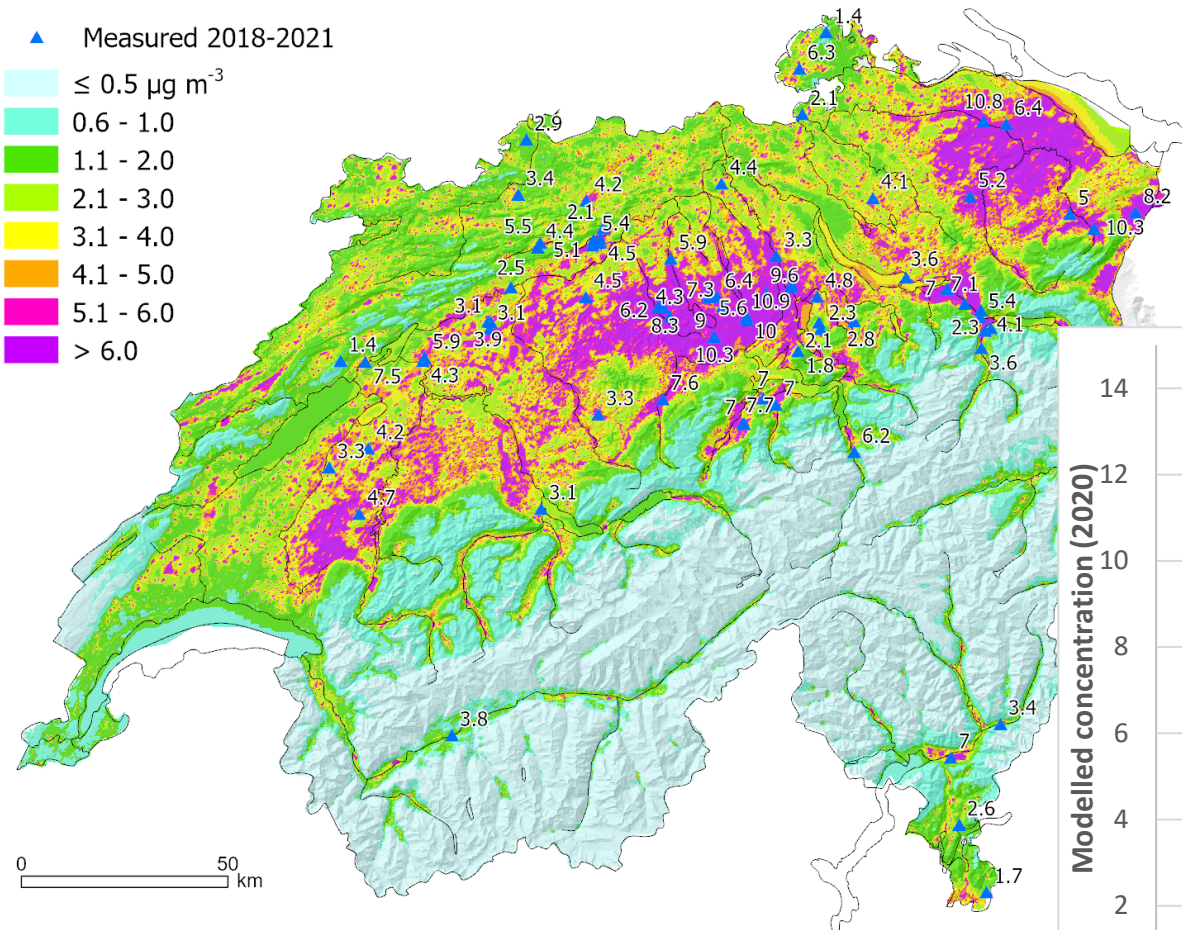 Measured 2018-2021
≤ 0.5 µg m⁻³
0.6 - 1.0
1.1 - 2.0
2.1 - 3.0
3.1 - 4.0
4.1 - 5.0
5.1 - 6.0
> 6.0
1.4
6.3
2.1
10.8 6.4
2.9
4.4
3.4 4.2 4.1 5.2
2.1 5 8.2
5.5 4.4 5.4 10.3
5.1 4.5 5.9 3.3
2.5 3.6
4.5 6.4 9.6 4.8 7 7.1
4.3 7.3 10.9
3.1 3.1 6.2 5.6 2.3 5.4
3.9 8.3 9 10 2.1 2.8 2.3 4.1
1.4 5.9 10.3 1.8 3.6
7.5 4.3
7.6 7 7
3.3 7 7.7
4.2 6.2
3.3
4.7 3.1
3.4
3.8
7
2.6
1.7
0 50
km
Modelled concentration (2020)
14
12
10
8
6
4
2